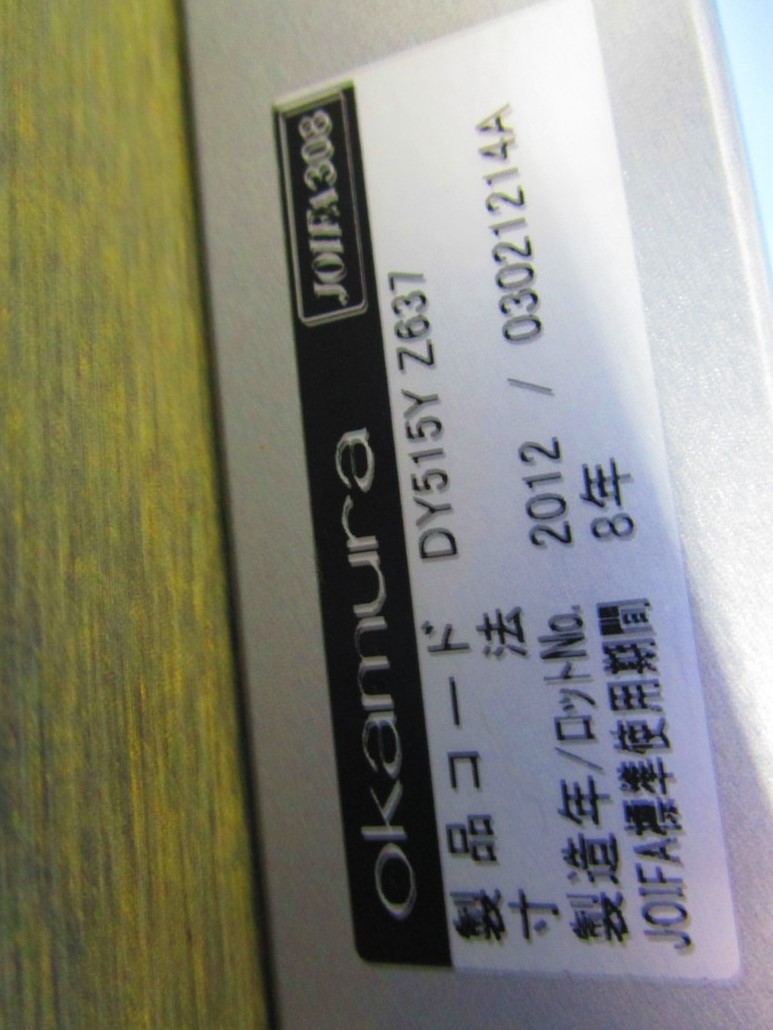 okamura JOIFA308
製品コード DY515Y Z637
寸法
製造年/ロットNo. 2012 / 03021214A
JOIFA標準使用期間 8年